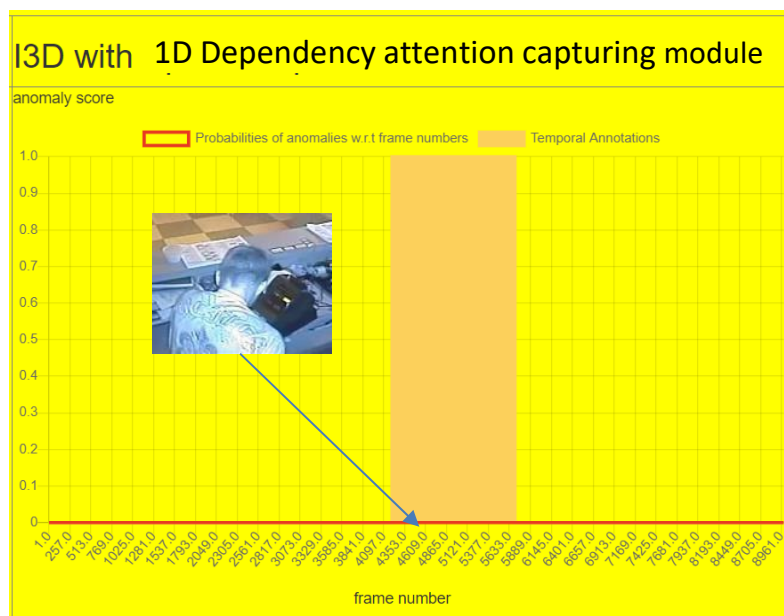 I3D with 1D Dependency attention capturing module
anomaly score
Probabilities of anomalies w.r.t frame numbers Temporal Annotations
1.0
0.9
0.8
0.7
0.6
0.5
0.4
0.3
0.2
0.1
0
1.0 257.0 513.0 769.0 1025.0 1281.0 1537.0 1793.0 2049.0 2305.0 2561.0 2817.0 3073.0 3329.0 3585.0 3841.0 4097.0 4353.0 4609.0 4865.0 5121.0 5377.0 5633.0 5889.0 6145.0 6401.0 6657.0 6913.0 7169.0 7425.0 7681.0 7937.0 8193.0 8449.0 8705.0 8961.0
frame number